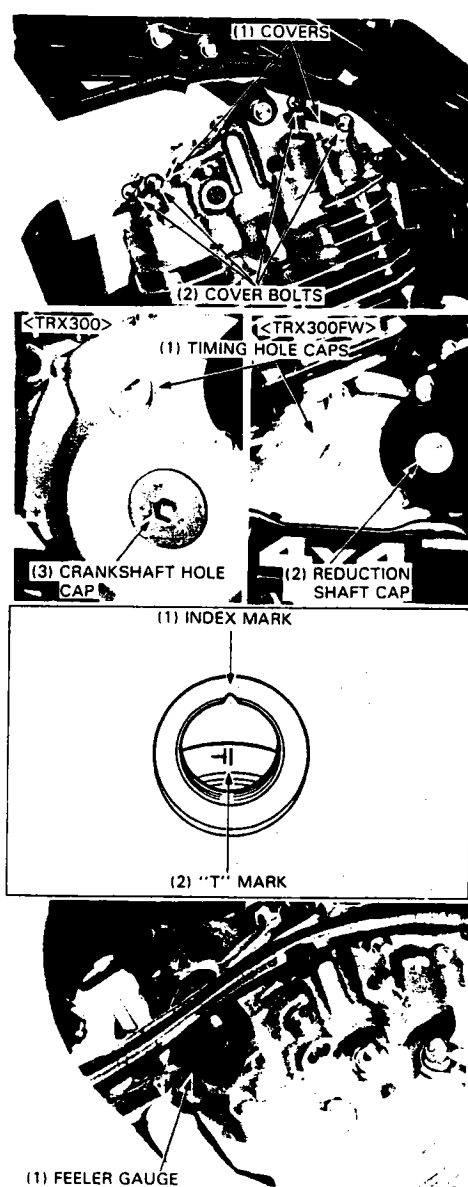 (1) COVERS
(2) COVER BOLTS
<TRX300>
<TRX300FW>
(1) TIMING HOLE CAPS
(3) CRANKSHAFT HOLE
CAP
4x4
(2) REDUCTION
SHAFT CAP
(1) INDEX MARK
T
(2) "T" MARK
(1) FEELER GAUGE